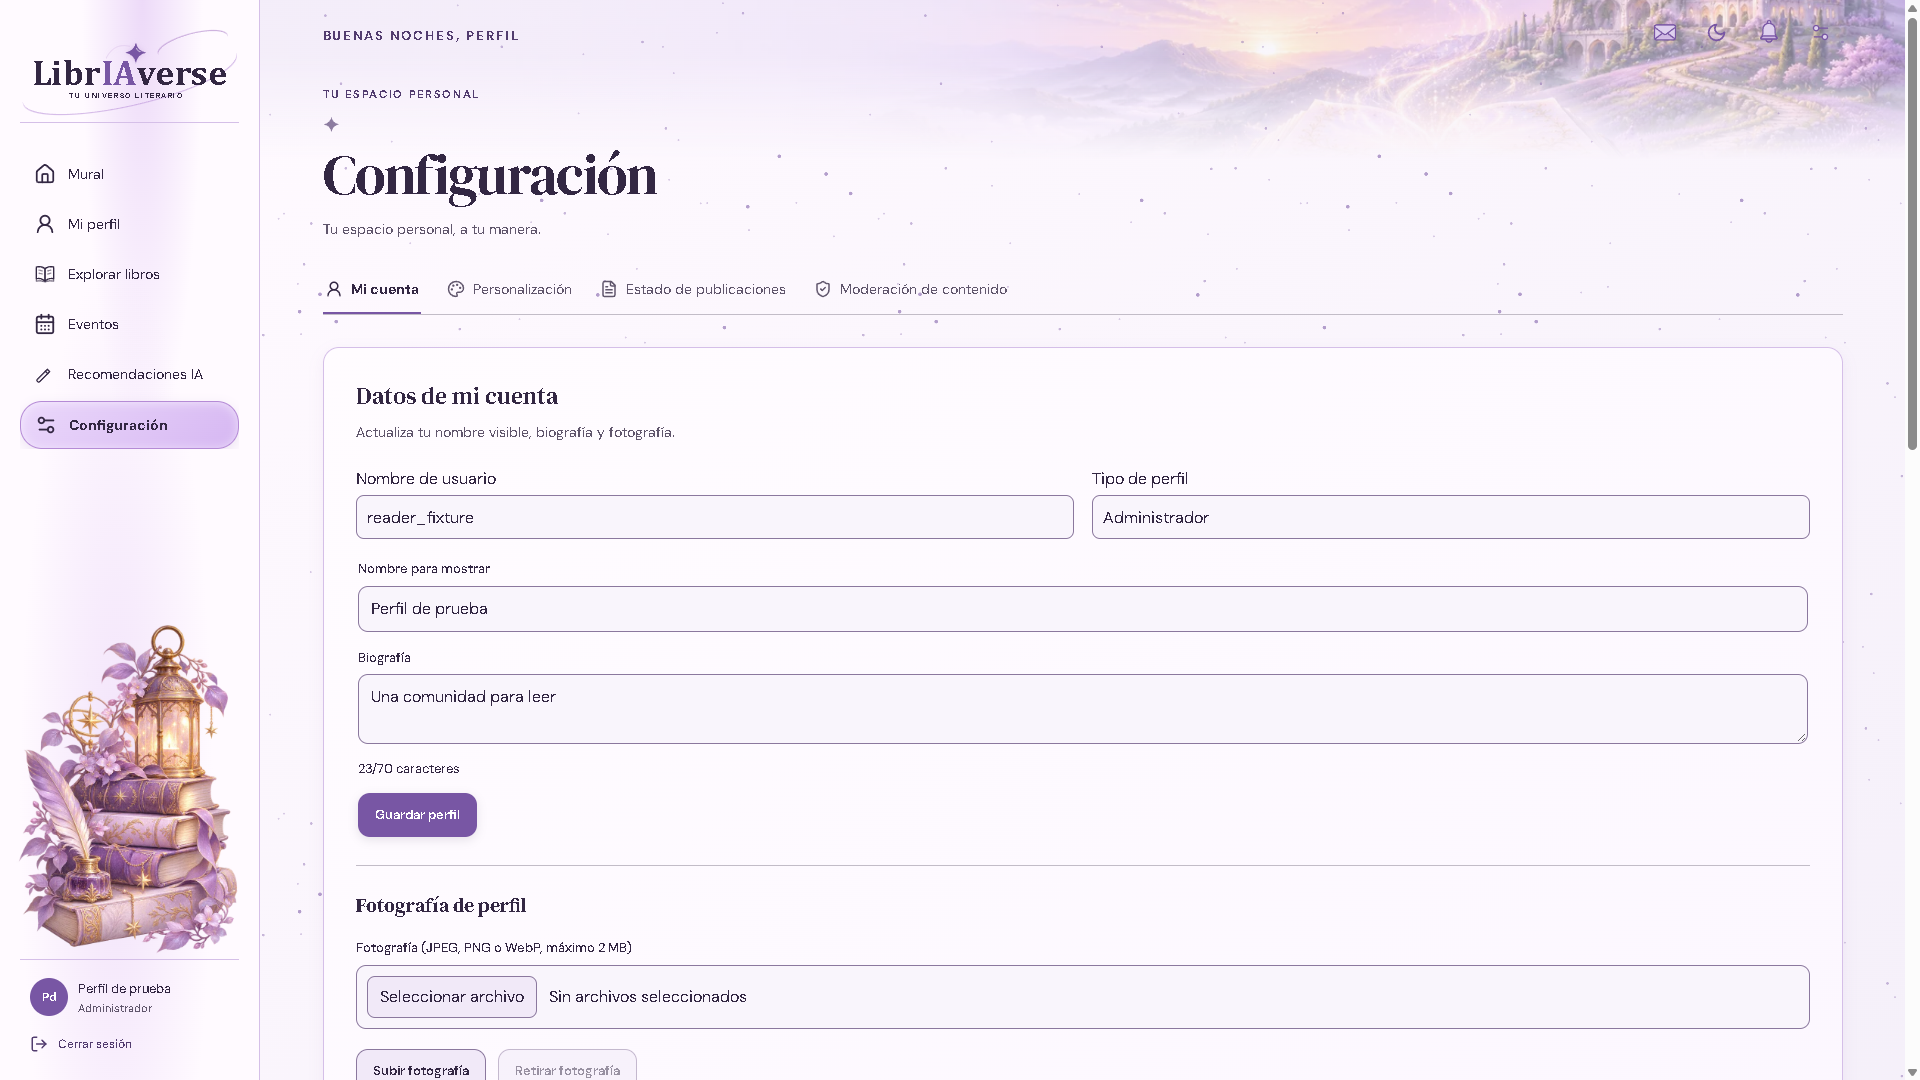 LibrIAverse
TU UNIVERSO LITERARIO
Mural
Mi perfil
Explorar libros
Eventos
Recomendaciones IA
Configuración
Perfil de prueba
Pd
Administrador
Cerrar sesión
BUENAS NOCHES, PERFIL
TU ESPACIO PERSONAL
Configuración
Tu espacio personal, a tu manera.
Mi cuenta
Personalización
Estado de publicaciones
Moderación de contenido
Datos de mi cuenta
Actualiza tu nombre visible, biografía y fotografía.
Nombre de usuario
reader_fixture
Tipo de perfil
Administrador
Nombre para mostrar
Perfil de prueba
Biografía
Una comunidad para leer
23/70 caracteres
Guardar perfil
Fotografía de perfil
Fotografía (JPEG, PNG o WebP, máximo 2 MB)
Seleccionar archivo Sin archivos seleccionados
Subir fotografía
Retirar fotografía